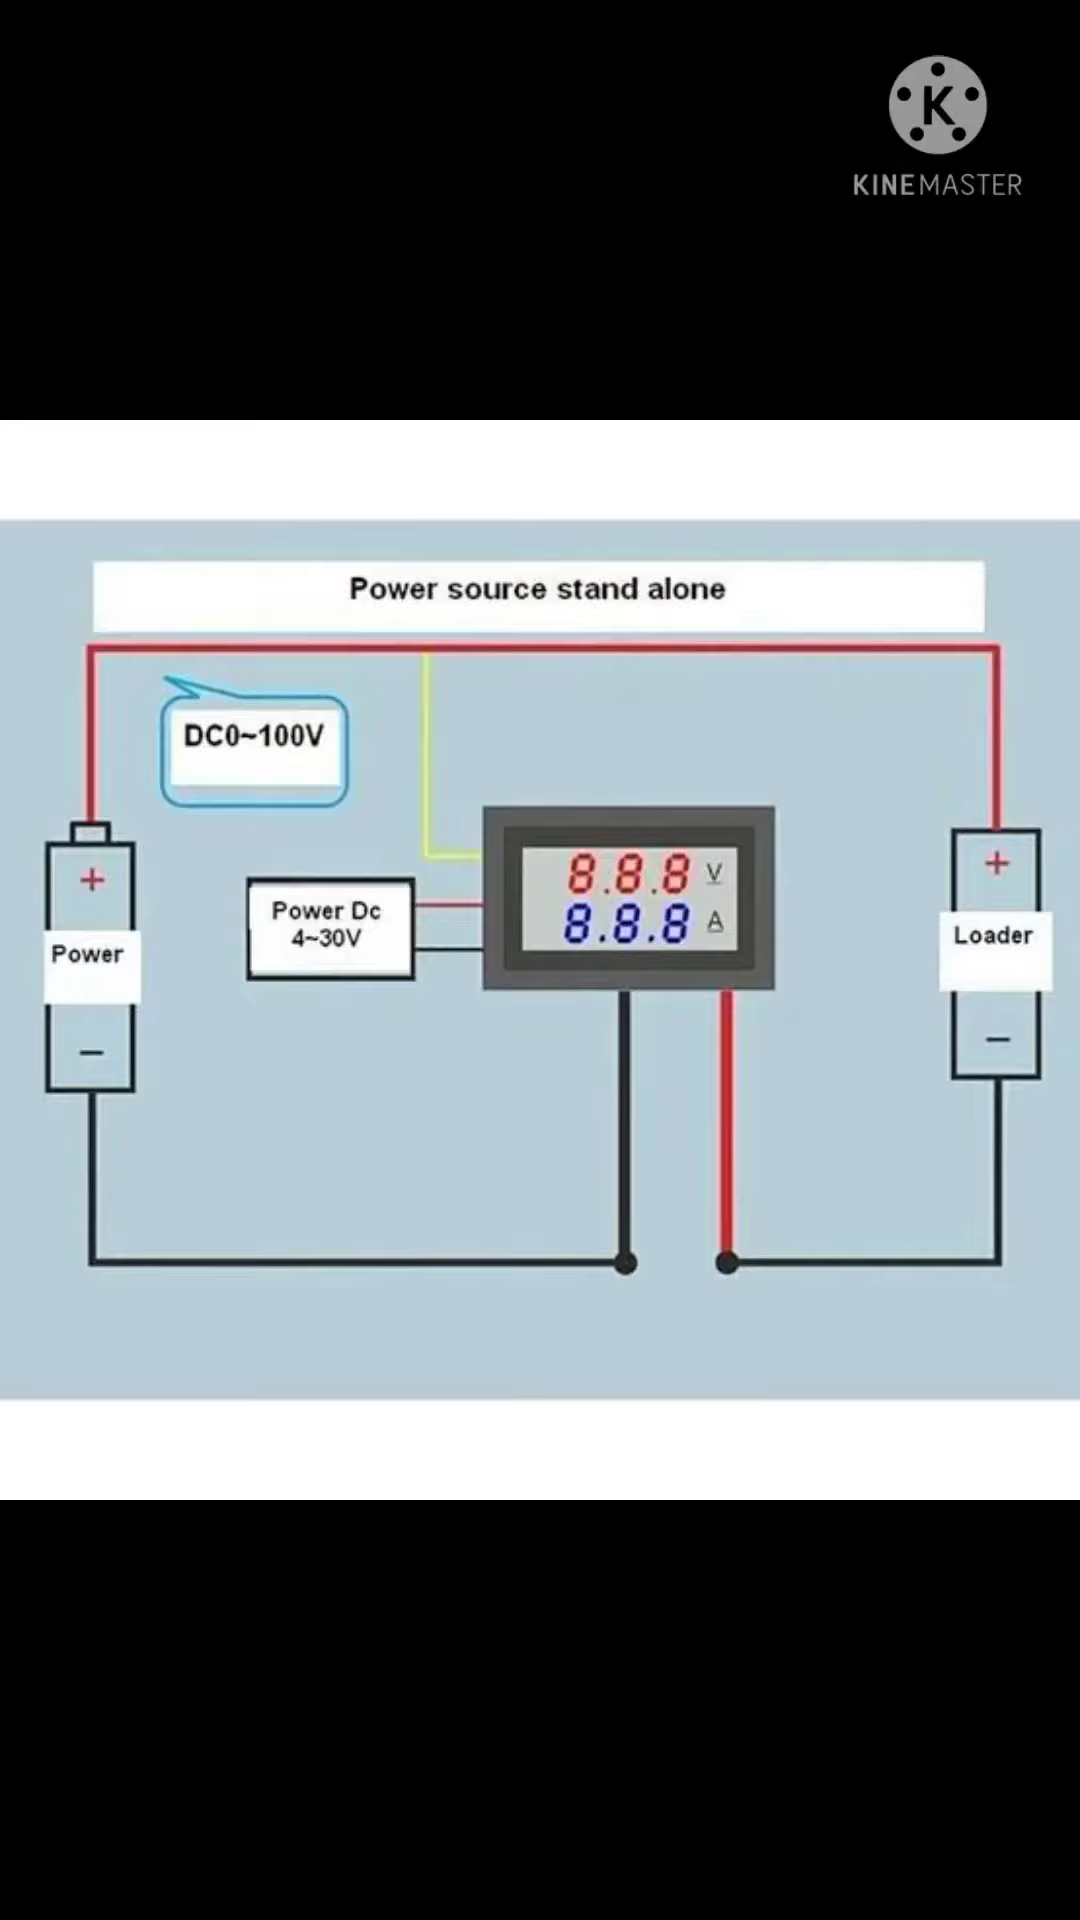 K
KINEMASTER
Power source stand alone
DC0~100V
+
8.8.8 V
Power Dc
4~30V
8.8.8 A
+
Power
Loader
−
−